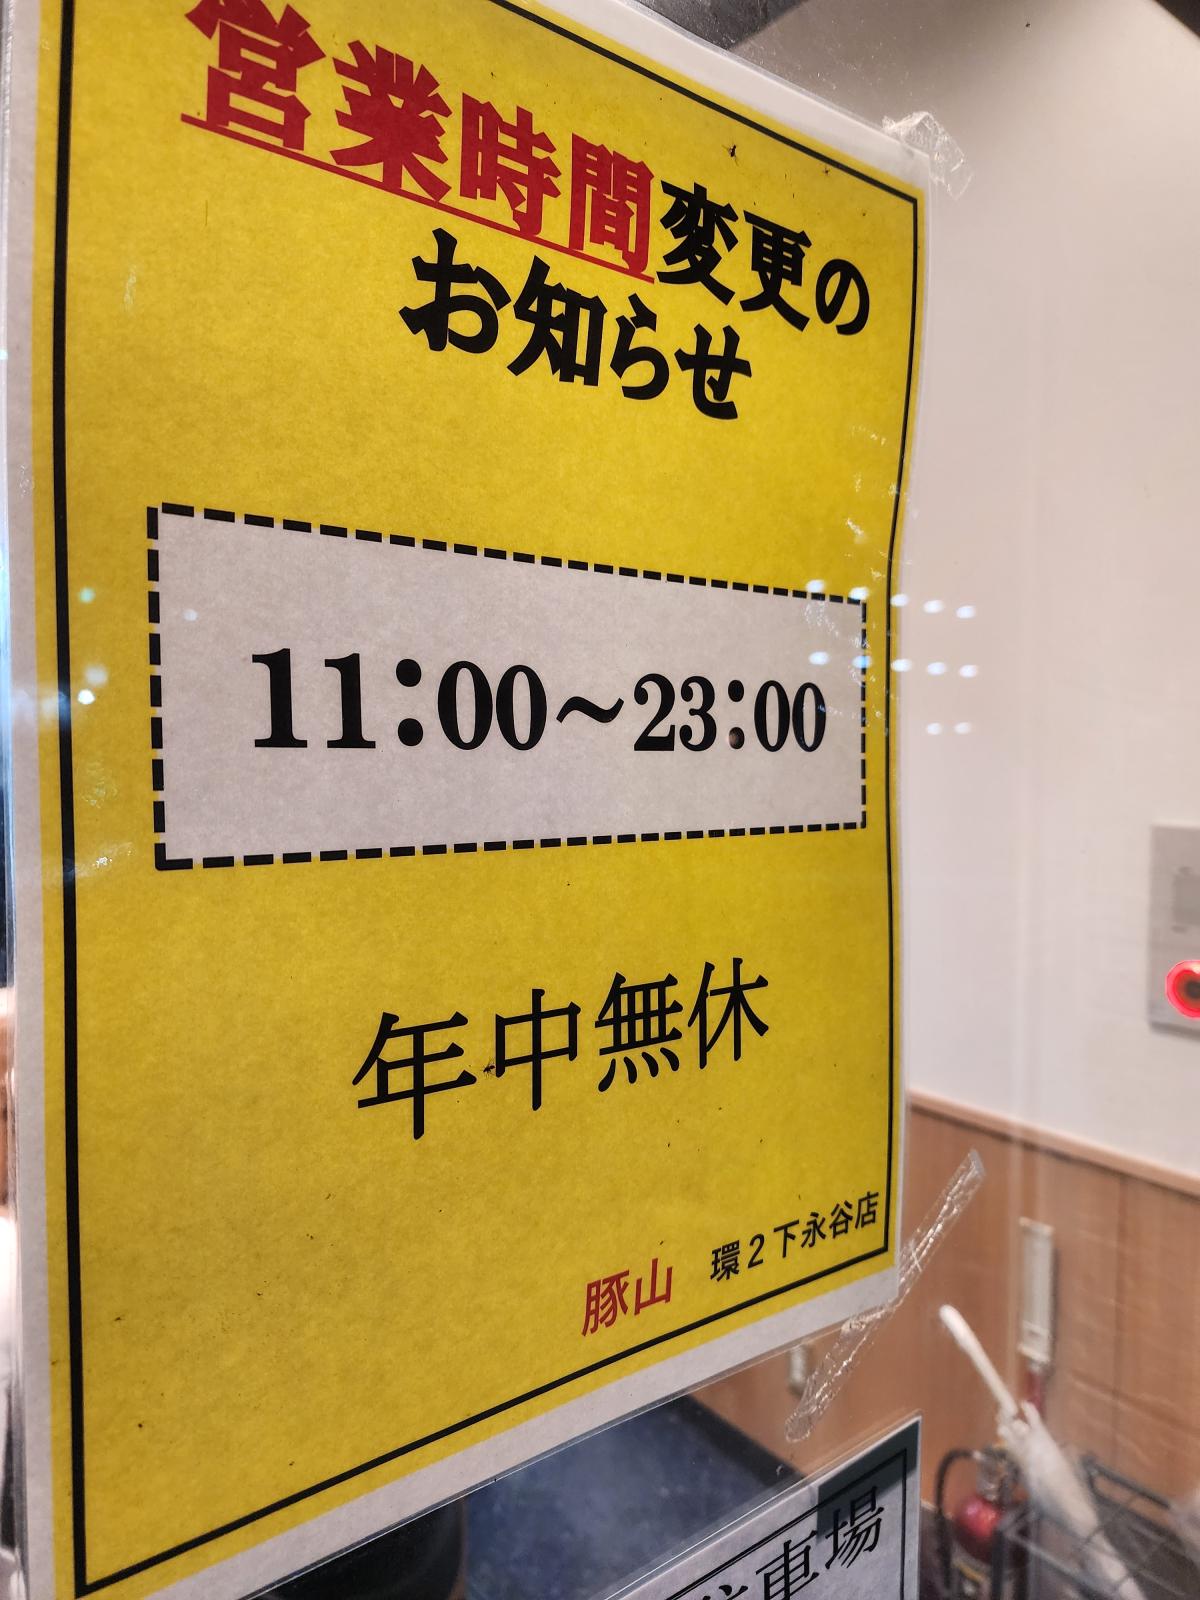 営業時間変更の
お知らせ
11:00〜23:00
年中無休
豚山 環2下永谷店
駐車場